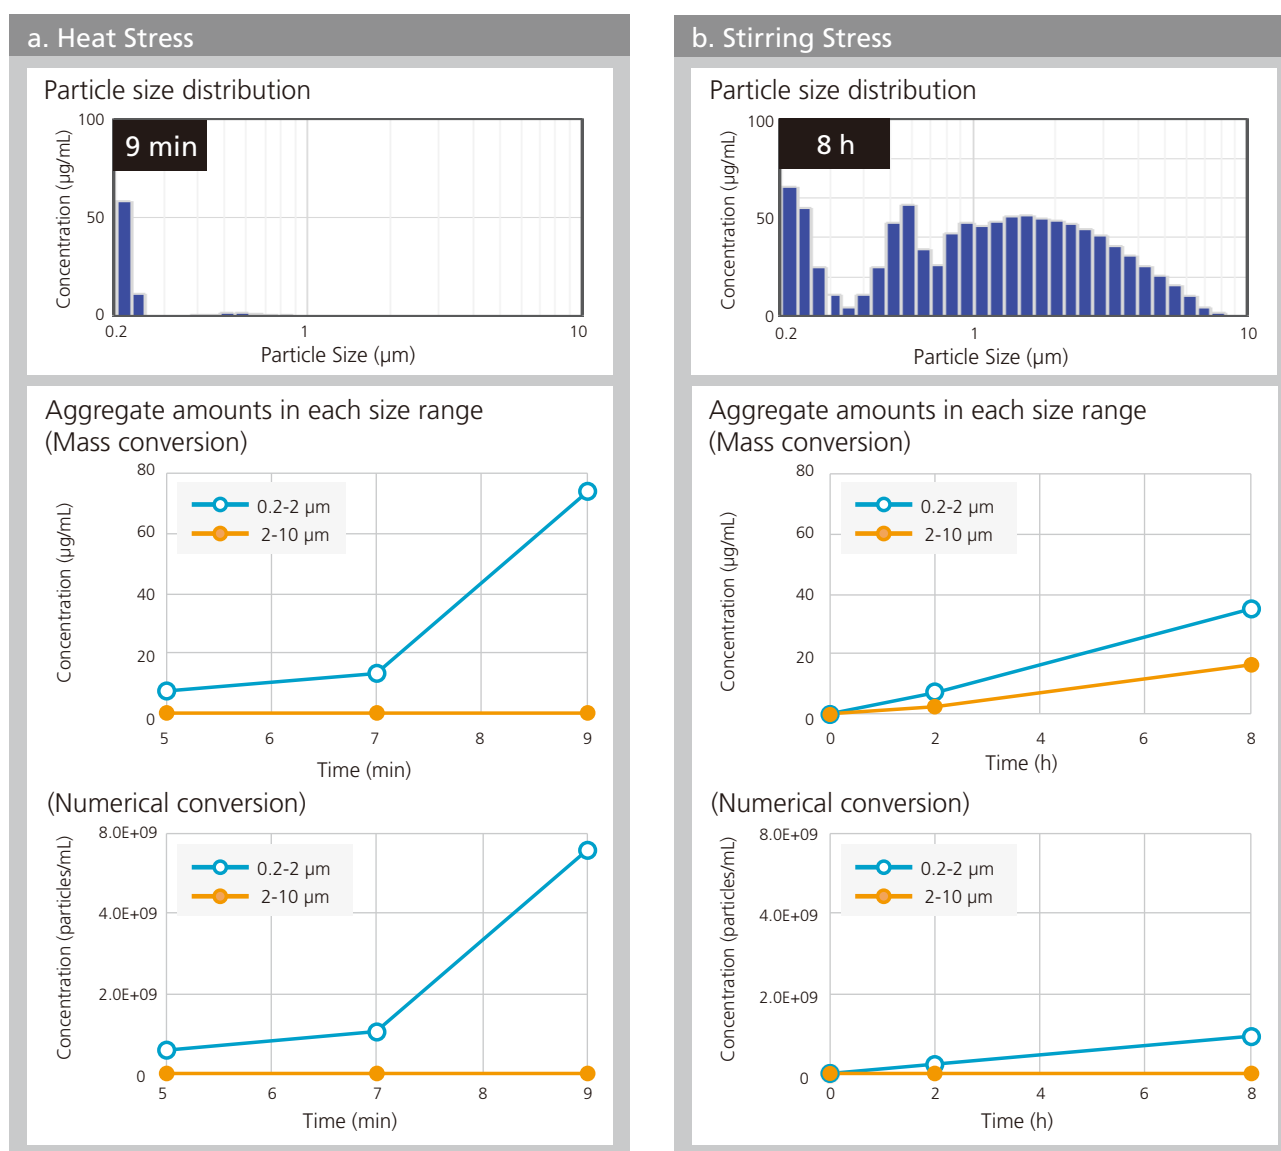 a. Heat Stress
Particle size distribution
Concentration (µg/mL)
100
50
0
9 min
0.2
1
10
Particle Size (µm)
Aggregate amounts in each size range
(Mass conversion)
Concentration (µg/mL)
80
60
40
20
0
0.2-2 µm
2-10 µm
5
6
7
8
9
Time (min)
(Numerical conversion)
Concentration (particles/mL)
8.0E+09
4.0E+09
2.0E+09
0
0.2-2 µm
2-10 µm
5
6
7
8
9
Time (min)
b. Stirring Stress
Particle size distribution
Concentration (µg/mL)
100
50
0
8 h
0.2
1
10
Particle Size (µm)
Aggregate amounts in each size range
(Mass conversion)
Concentration (µg/mL)
80
60
40
20
0
0.2-2 µm
2-10 µm
0
2
4
6
8
Time (h)
(Numerical conversion)
Concentration (particles/mL)
8.0E+09
4.0E+09
2.0E+09
0
0.2-2 µm
2-10 µm
0
2
4
6
8
Time (h)